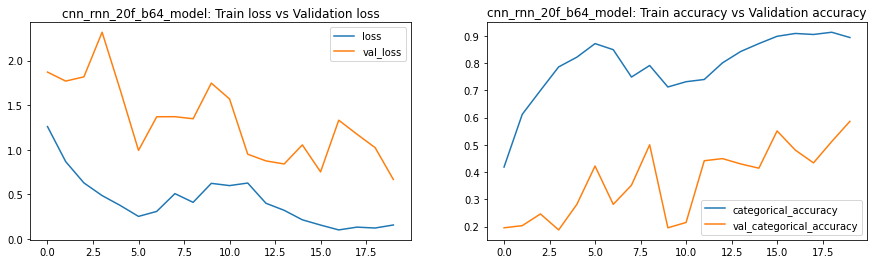 cnn_rnn_20f_b64_model: Train loss vs Validation loss
loss
val_loss
2.0
1.5
1.0
0.5
0.0
0.0 2.5 5.0 7.5 10.0 12.5 15.0 17.5
cnn_rnn_20f_b64_model: Train accuracy vs Validation accuracy
0.9
0.8
0.7
0.6
0.5
0.4
0.3
0.2
categorical_accuracy
val_categorical_accuracy
0.0 2.5 5.0 7.5 10.0 12.5 15.0 17.5